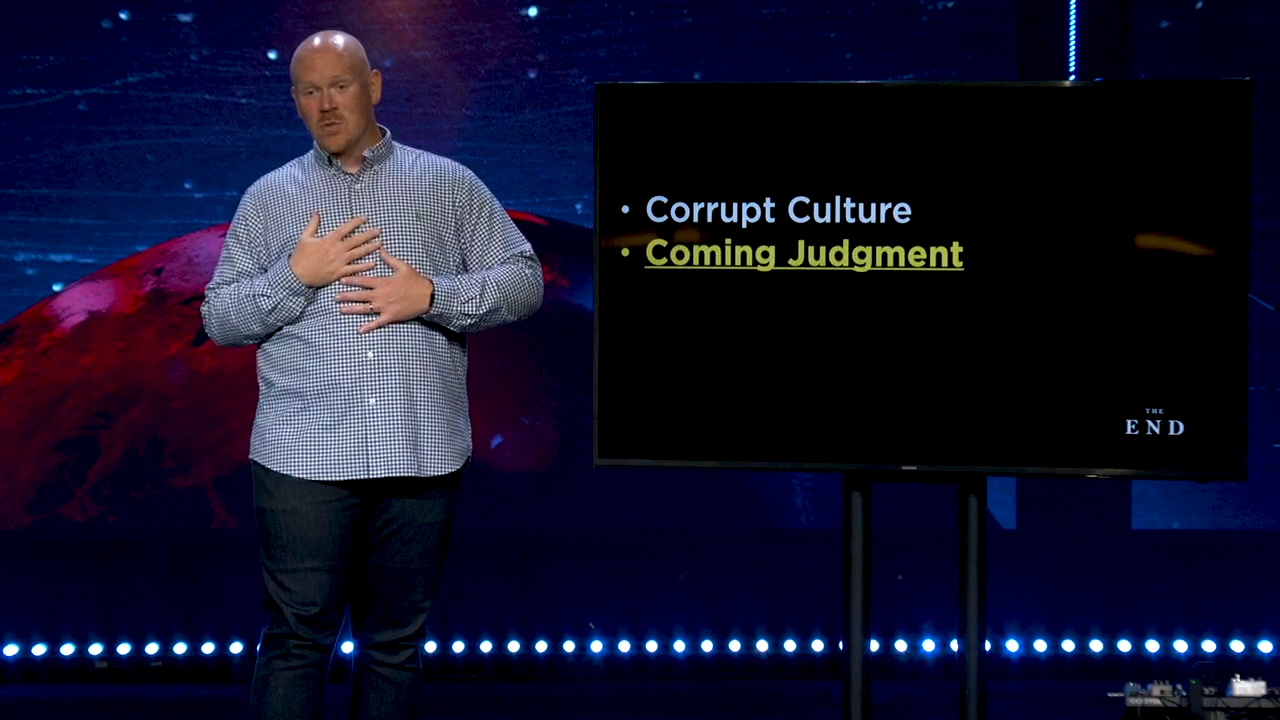 • Corrupt Culture
• Coming Judgment
THE
END